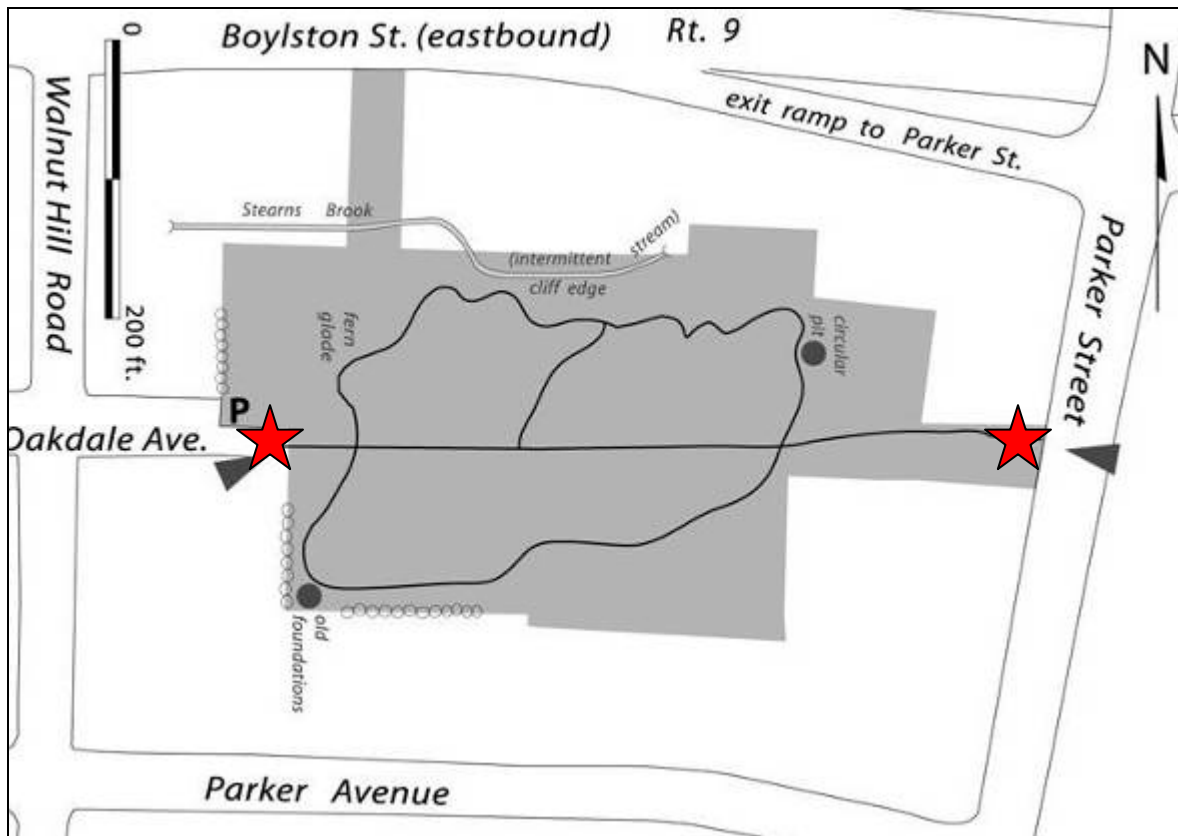 Boylston St. (eastbound) Rt. 9
N
0
200 ft.
exit ramp to Parker St.
Walnut Hill Road
Parker Street
Stearns Brook
(intermittent stream)
cliff edge
fern
glade
circular
pit
P
Oakdale Ave.
old
foundations
Parker Avenue